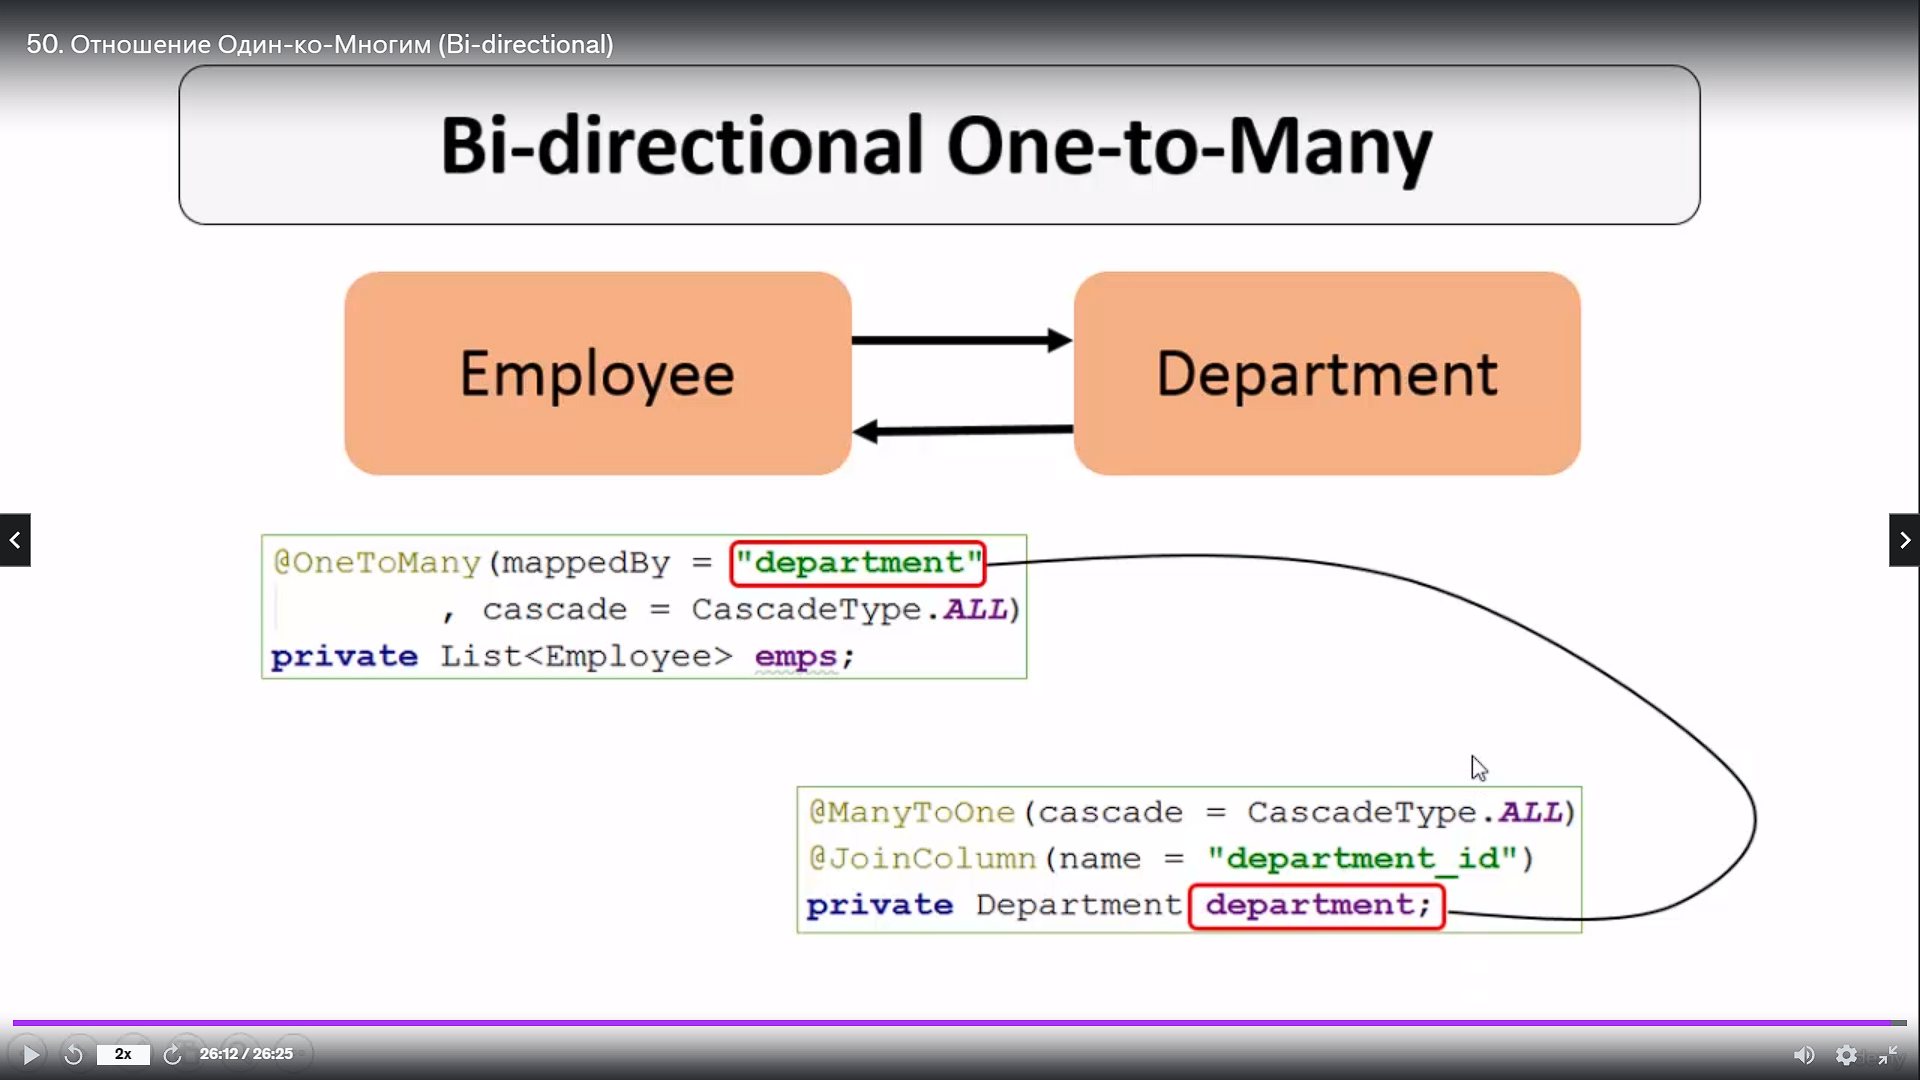 50. Отношение Один-ко-Многим (Bi-directional)
Bi-directional One-to-Many
Employee
Department
@OneToMany(mappedBy = "department"
, cascade = CascadeType.ALL)
private List<Employee> emps;
@ManyToOne(cascade = CascadeType.ALL)
@JoinColumn(name = "department_id")
private Department department;
2x
26:12 / 26:25